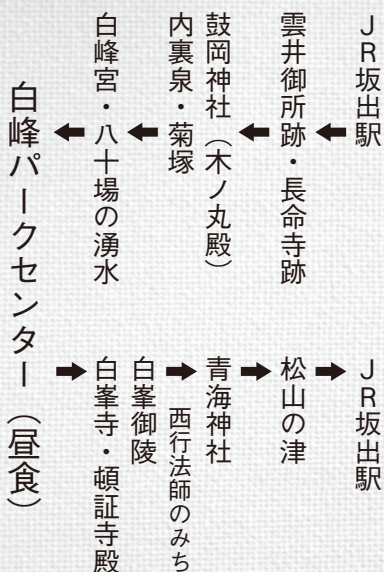 JR坂出駅
雲井御所跡・長命寺跡
鼓岡神社（木ノ丸殿）
内裏泉・菊塚
白峰宮・八十場の湧水
白峰パークセンター（昼食）
白峯寺・頓証寺殿
白峯御陵
西行法師のみち
青海神社
松山の津
JR坂出駅